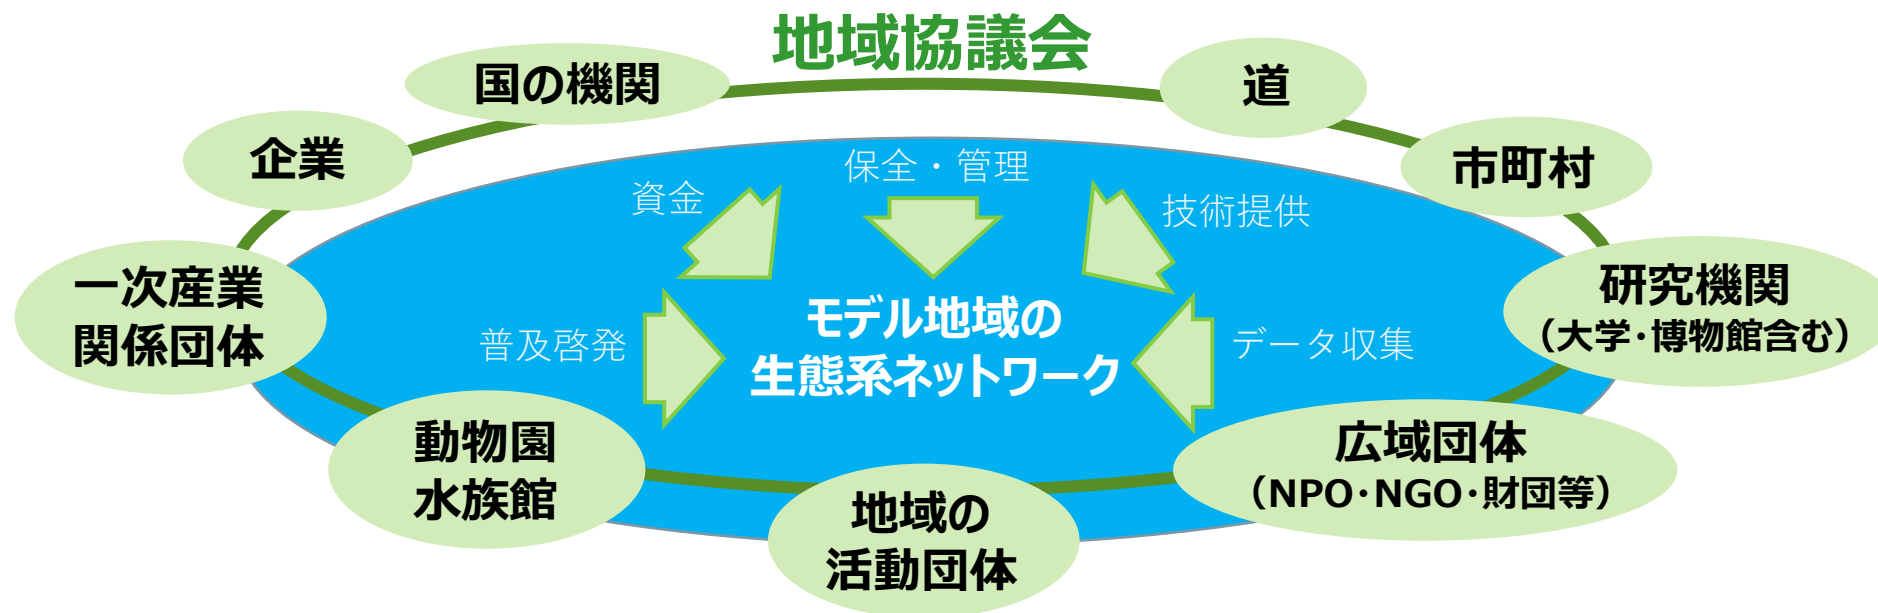 地域協議会
国の機関
道
企業
市町村
保全・管理
資金
技術提供
一次産業
関係団体
研究機関
（大学・博物館含む）
モデル地域の
生態系ネットワーク
普及啓発
データ収集
動物園
水族館
広域団体
（NPO・NGO・財団等）
地域の
活動団体